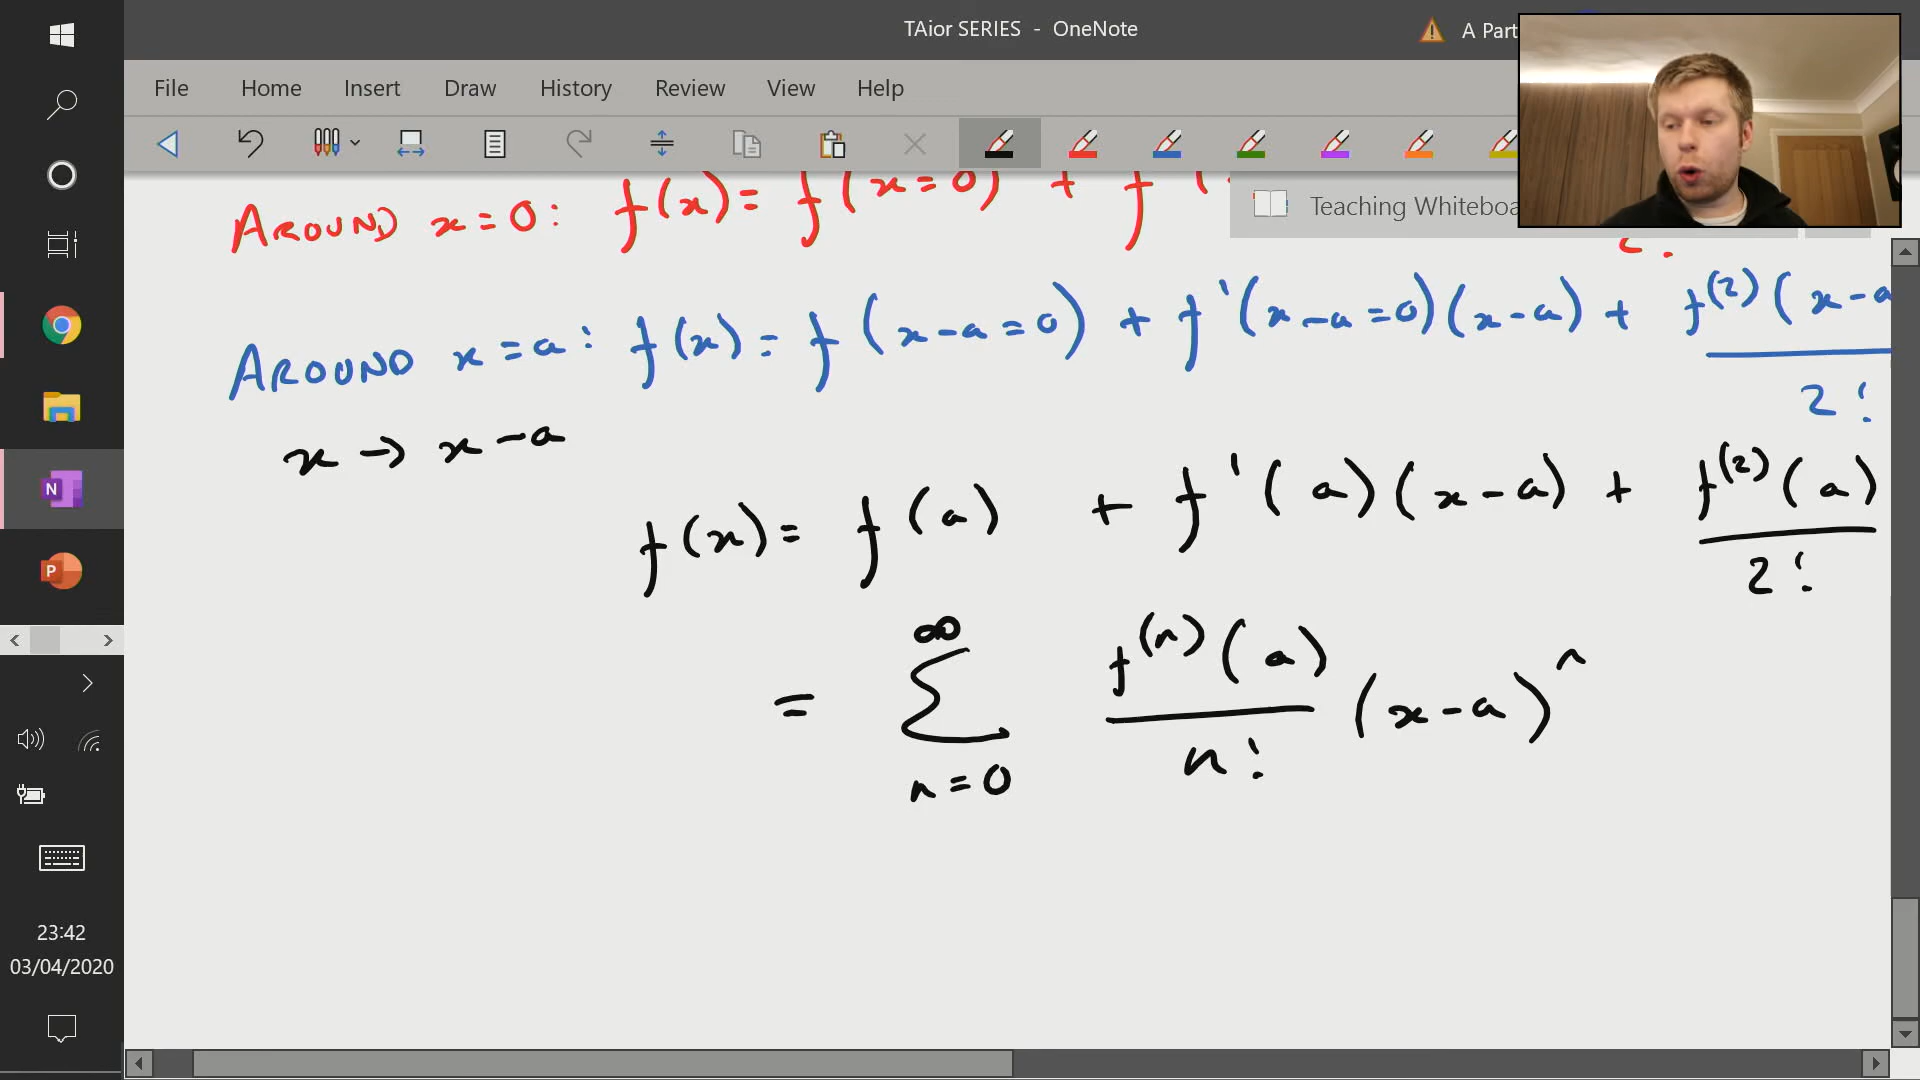 TAior SERIES - OneNote
A Part
File Home Insert Draw History Review View Help
Teaching Whiteboa
AROUND x=0: f(x)= f(x=0) + f'(
2!
AROUND x=a: f(x)= f(x-a=0) + f'(x-a=0)(x-a) + f^(2)(x-a
2!
x → x-a
f(x)= f(a) + f'(a)(x-a) + f^(2)(a)
2!
= ∞ ∑ n=0 f^(n)(a) / n! (x-a)^n
N
P
23:42
03/04/2020